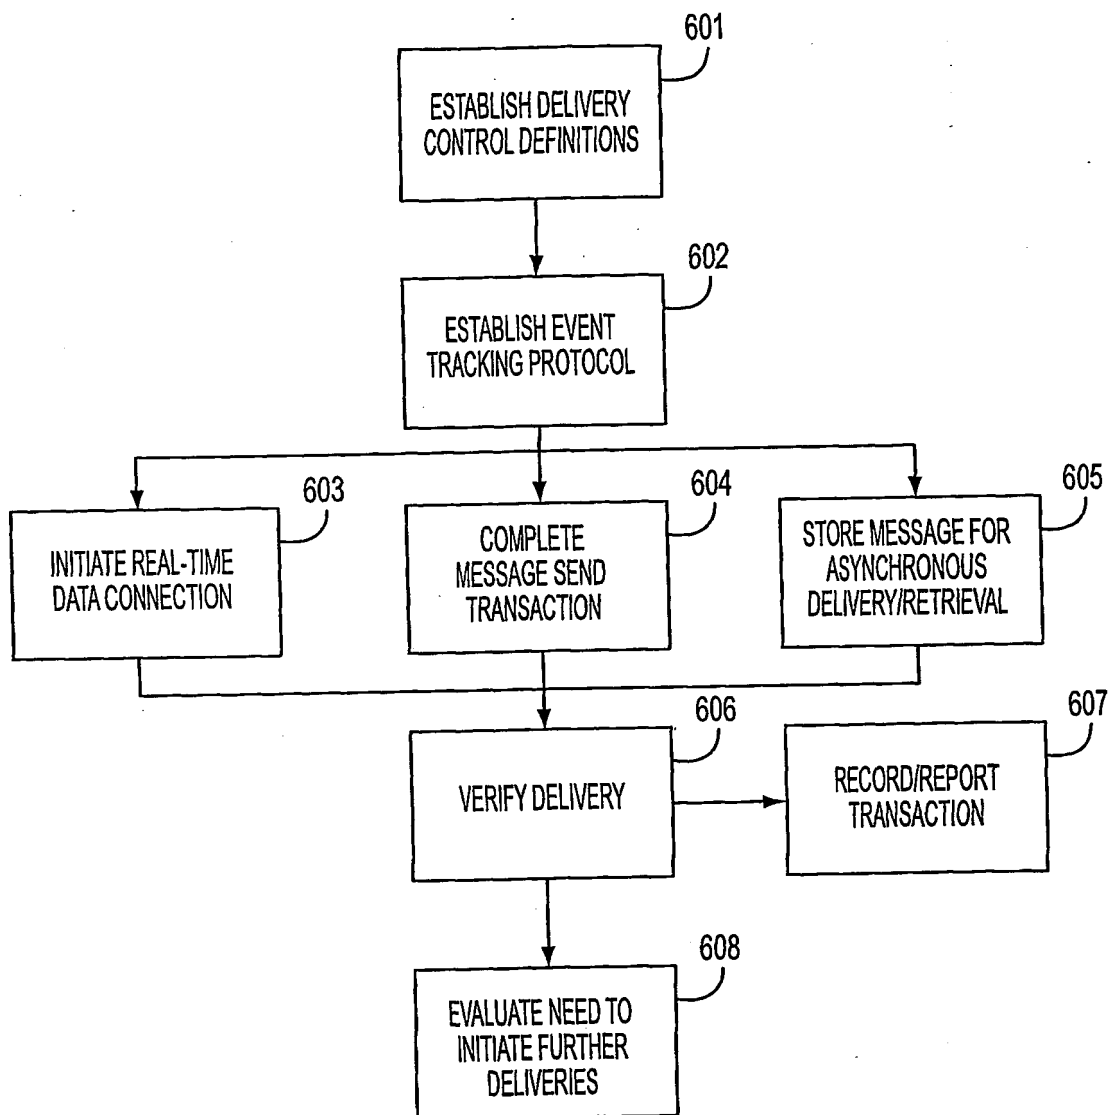 601
ESTABLISH DELIVERY
CONTROL DEFINITIONS
602
ESTABLISH EVENT
TRACKING PROTOCOL
603
INITIATE REAL-TIME
DATA CONNECTION
604
COMPLETE
MESSAGE SEND
TRANSACTION
605
STORE MESSAGE FOR
ASYNCHRONOUS
DELIVERY/RETRIEVAL
606
VERIFY DELIVERY
607
RECORD/REPORT
TRANSACTION
608
EVALUATE NEED TO
INITIATE FURTHER
DELIVERIES